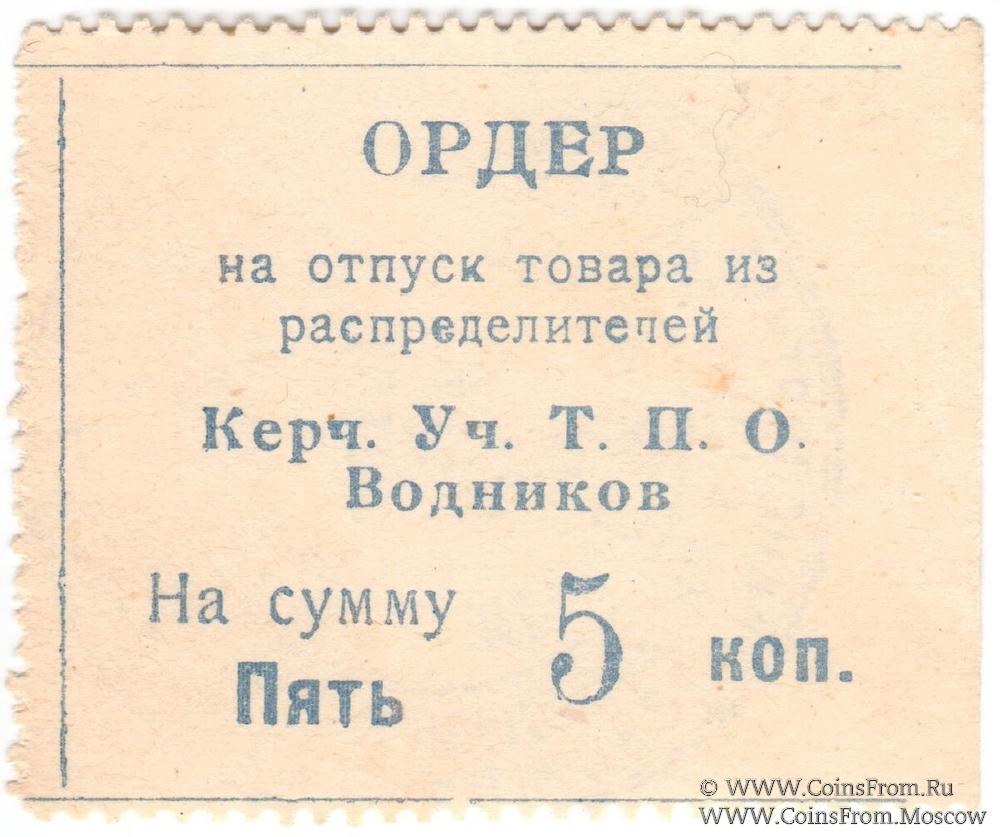 ОРДЕР
на отпуск товара из
распределителей
Керч. Уч. Т. П. О.
Водников
На сумму 5 коп.
Пять
© WWW.CoinsFrom.Ru
WWW.CoinsFrom.Moscow